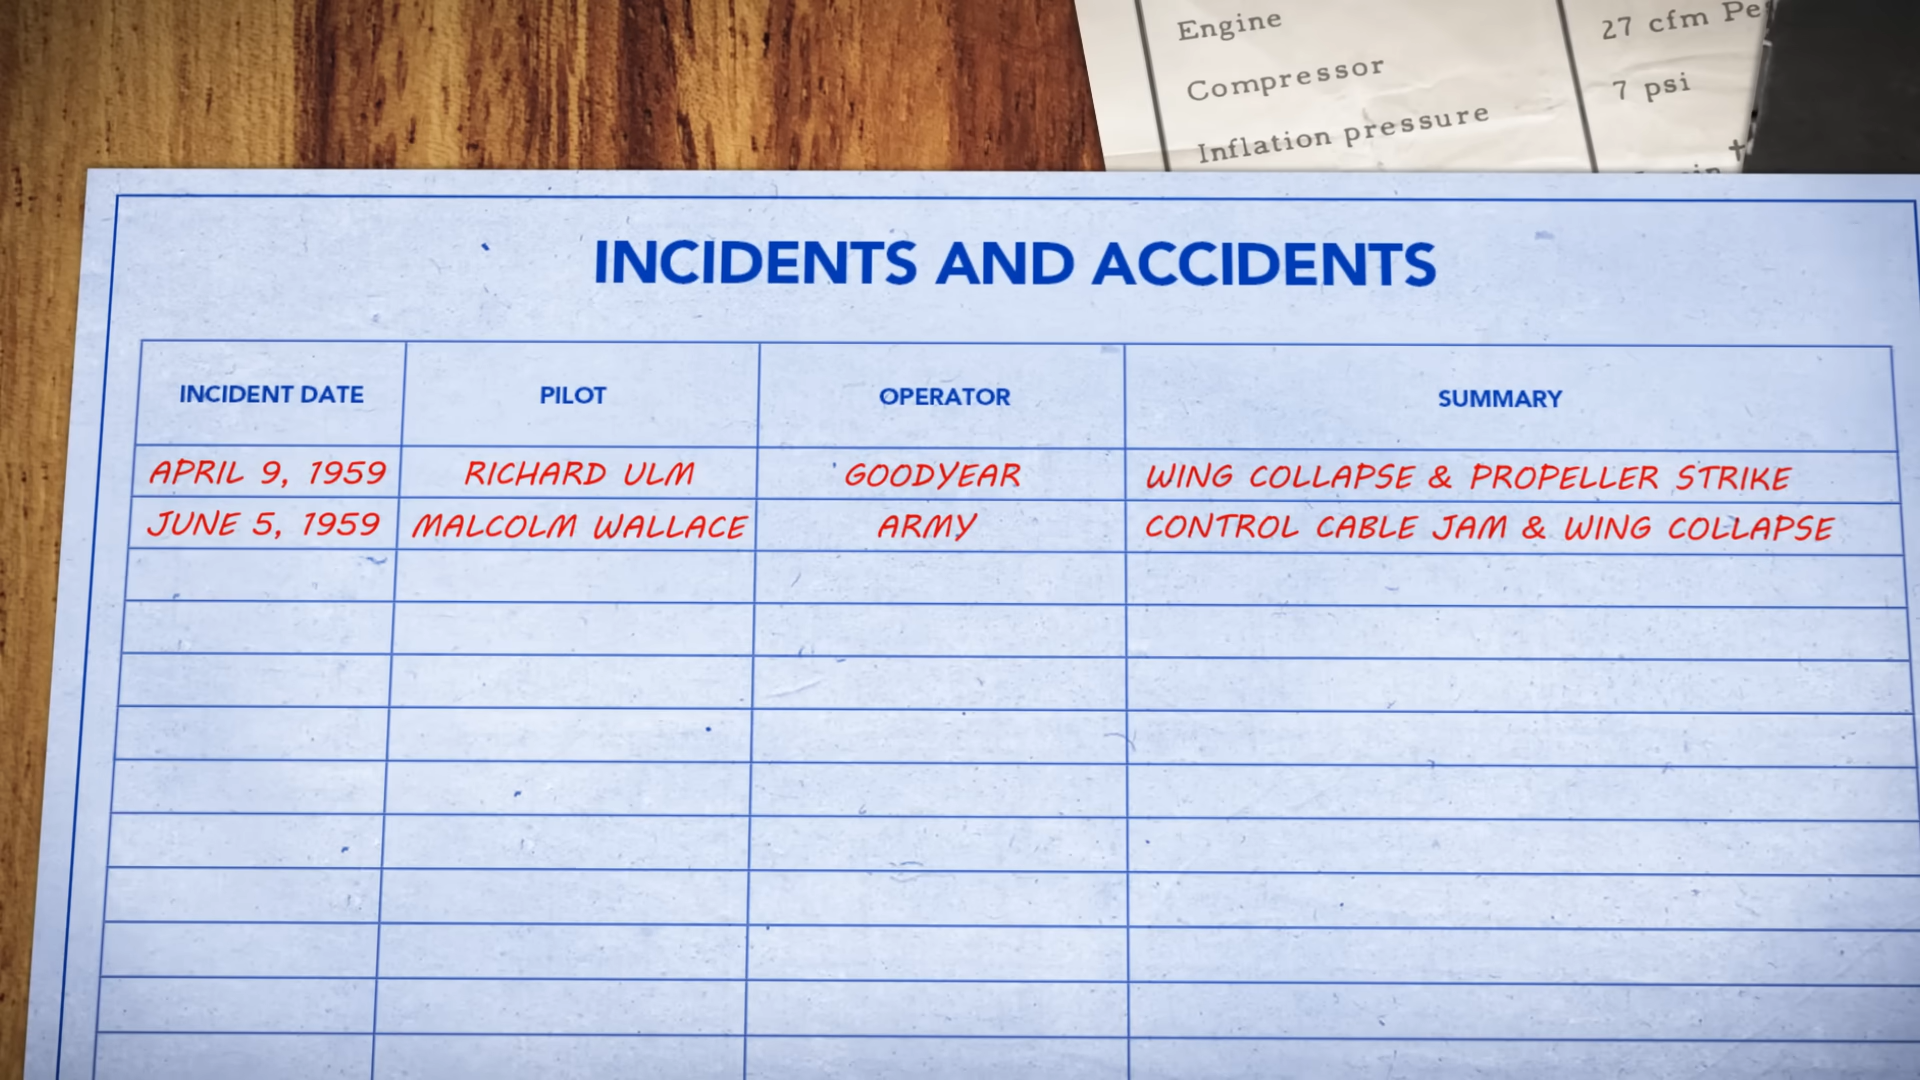 Engine
27 cfm
Compressor
7 psi
Inflation pressure
INCIDENTS AND ACCIDENTS
INCIDENT DATE PILOT OPERATOR SUMMARY
APRIL 9, 1959 RICHARD ULM GOODYEAR WING COLLAPSE & PROPELLER STRIKE
JUNE 5, 1959 MALCOLM WALLACE ARMY CONTROL CABLE JAM & WING COLLAPSE